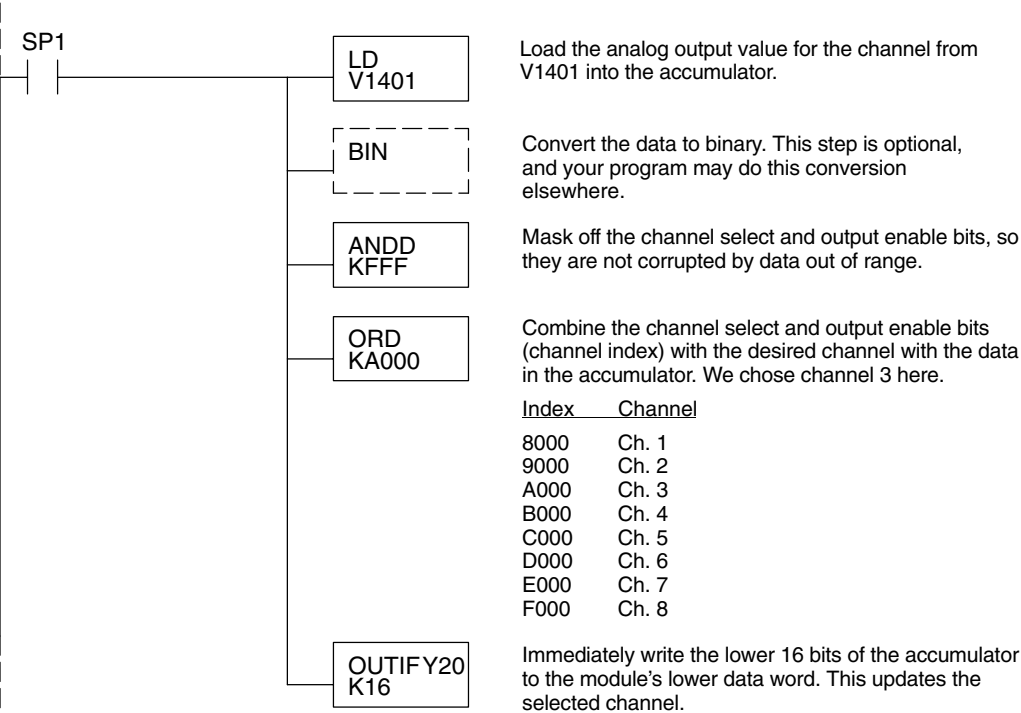 SP1
LD
V1401
Load the analog output value for the channel from
V1401 into the accumulator.
BIN
Convert the data to binary. This step is optional,
and your program may do this conversion
elsewhere.
ANDD
KFFF
Mask off the channel select and output enable bits, so
they are not corrupted by data out of range.
ORD
KA000
Combine the channel select and output enable bits
(channel index) with the desired channel with the data
in the accumulator. We chose channel 3 here.
Index Channel
8000 Ch. 1
9000 Ch. 2
A000 Ch. 3
B000 Ch. 4
C000 Ch. 5
D000 Ch. 6
E000 Ch. 7
F000 Ch. 8
OUTIF Y20
K16
Immediately write the lower 16 bits of the accumulator
to the module's lower data word. This updates the
selected channel.